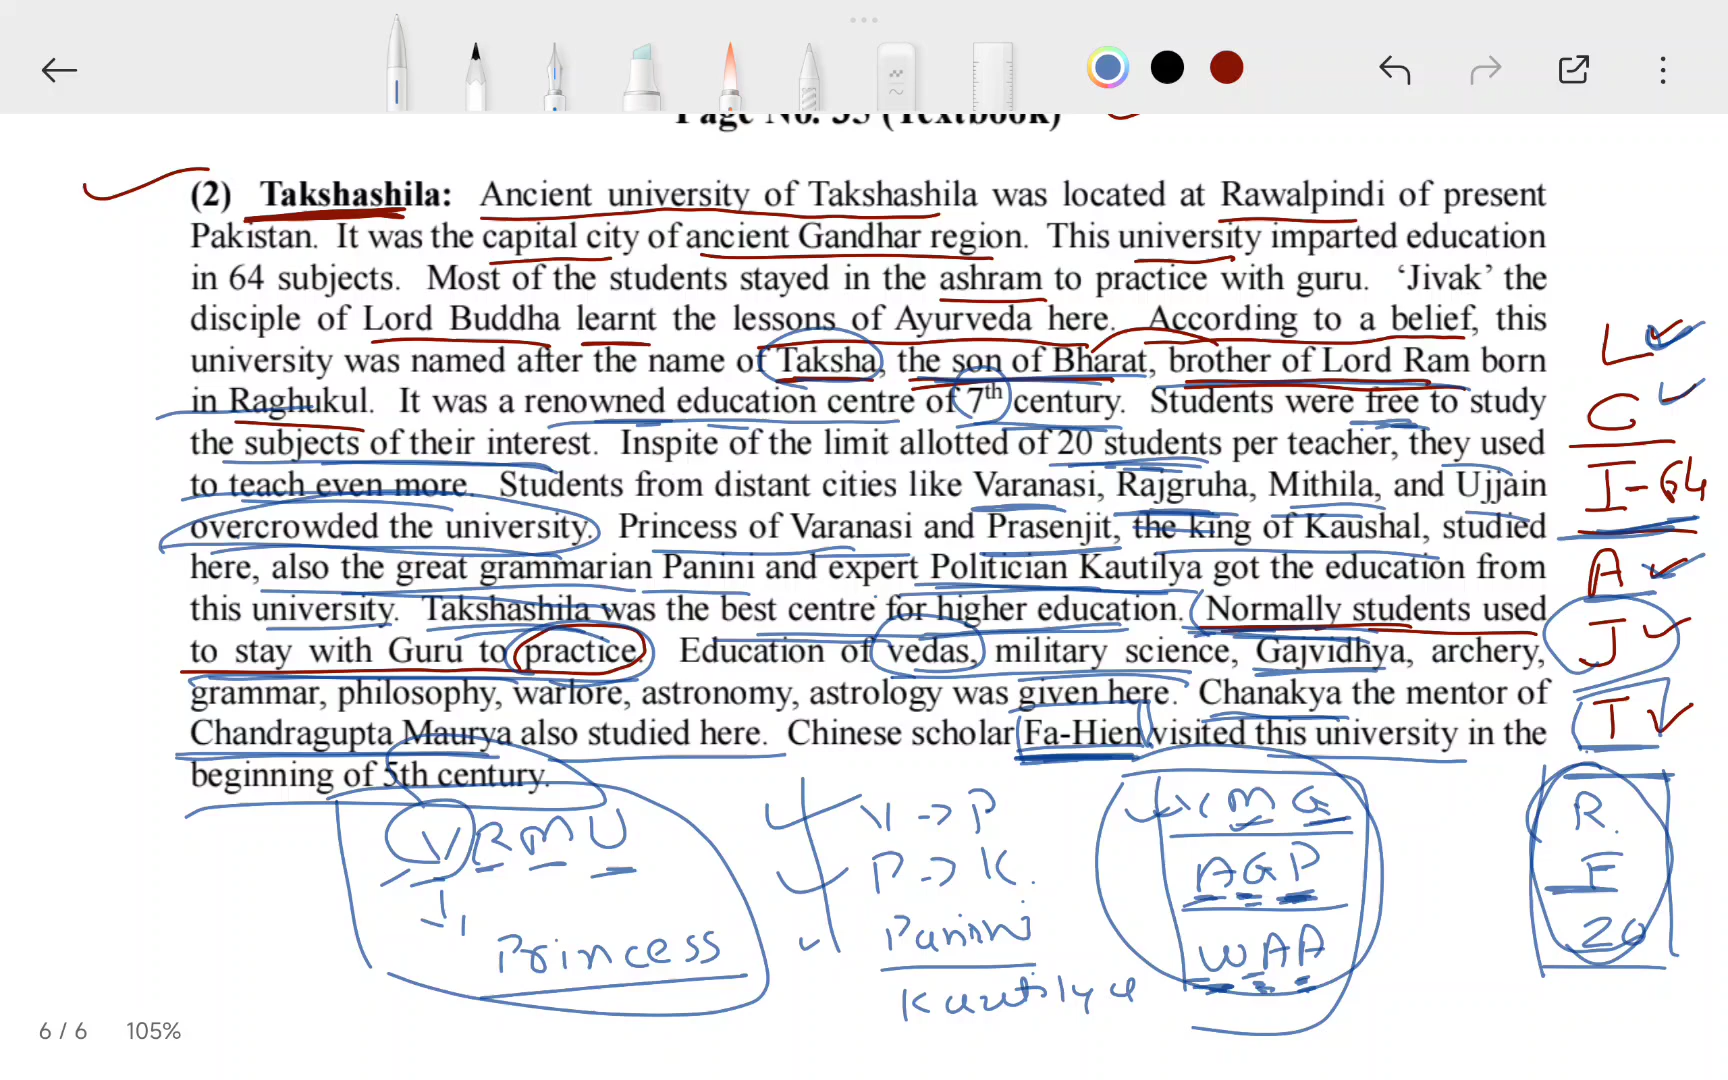 Page No. 55 (Textbook)
(2) Takshashila: Ancient university of Takshashila was located at Rawalpindi of present
Pakistan. It was the capital city of ancient Gandhar region. This university imparted education
in 64 subjects. Most of the students stayed in the ashram to practice with guru. ‘Jivak’ the
disciple of Lord Buddha learnt the lessons of Ayurveda here. According to a belief, this
university was named after the name of Taksha, the son of Bharat, brother of Lord Ram born
in Raghukul. It was a renowned education centre of 7th century. Students were free to study
the subjects of their interest. Inspite of the limit allotted of 20 students per teacher, they used
to teach even more. Students from distant cities like Varanasi, Rajgruha, Mithila, and Ujjain
overcrowded the university. Princess of Varanasi and Prasenjit, the king of Kaushal, studied
here, also the great grammarian Panini and expert Politician Kautilya got the education from
this university. Takshashila was the best centre for higher education. Normally students used
to stay with Guru to practice. Education of vedas, military science, Gajvidhya, archery,
grammar, philosophy, warlore, astronomy, astrology was given here. Chanakya the mentor of
Chandragupta Maurya also studied here. Chinese scholar Fa-Hien visited this university in the
beginning of 5th century.
L
C
I-64
A
J
T
R.
F
20
V R M U
Princess
V -> P
P -> K.
Panini
Kautilya
V M G
A G P
W A A
6 / 6 105%